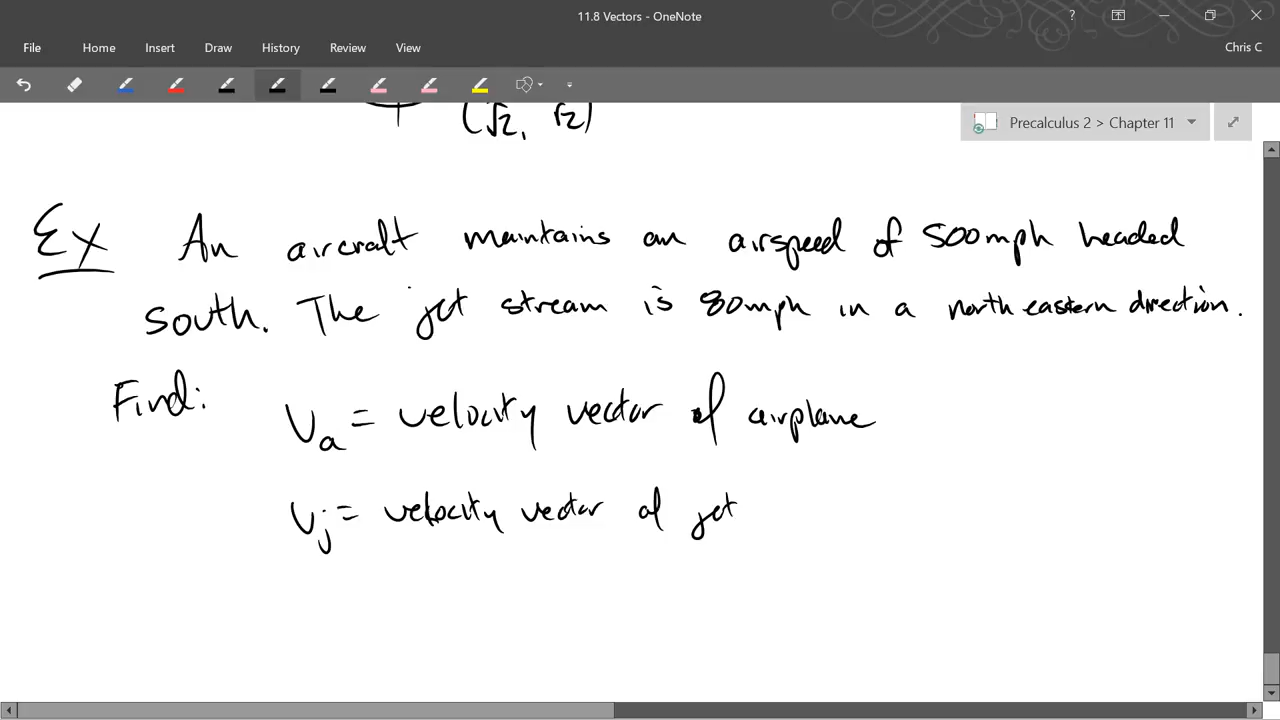 11.8 Vectors - OneNote
?
File Home Insert Draw History Review View
Chris C
(√2, √2)
Precalculus 2 > Chapter 11
Ex An aircraft maintains an airspeed of 500mph headed
south. The jet stream is 80mph in a north eastern direction.
Find:
Va = velocity vector of airplane
Vj = velocity vector of jet